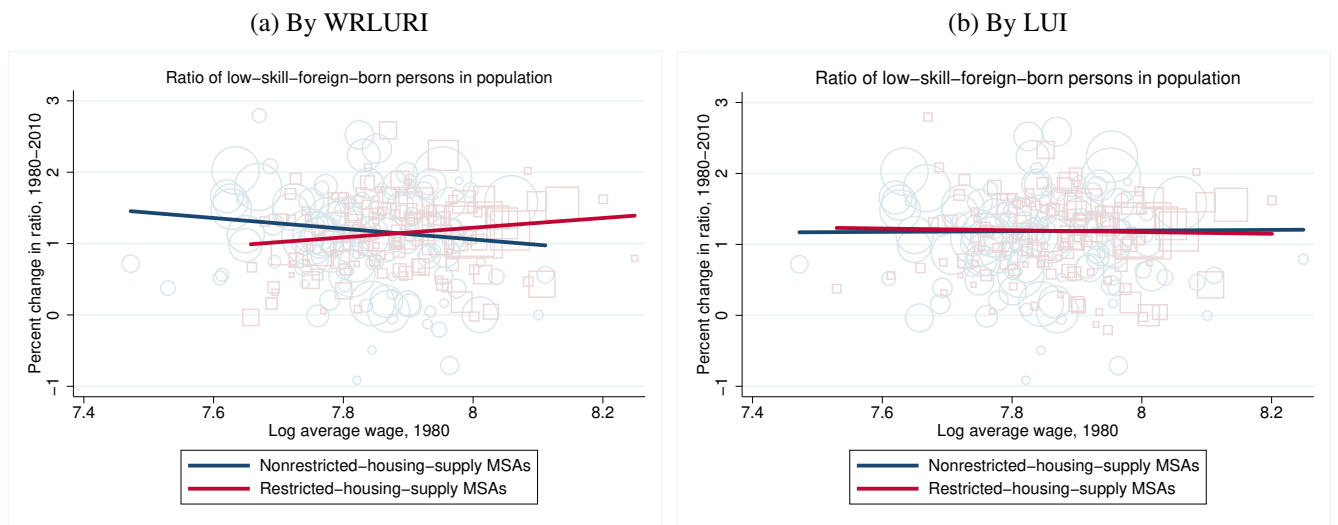 (a) By WRLURI
Ratio of low−skill−foreign−born persons in population
Percent change in ratio, 1980−2010
3
2
1
0
−1
7.4 7.6 7.8 8 8.2
Log average wage, 1980
Nonrestricted−housing−supply MSAs
Restricted−housing−supply MSAs
(b) By LUI
Ratio of low−skill−foreign−born persons in population
Percent change in ratio, 1980−2010
3
2
1
0
−1
7.4 7.6 7.8 8 8.2
Log average wage, 1980
Nonrestricted−housing−supply MSAs
Restricted−housing−supply MSAs